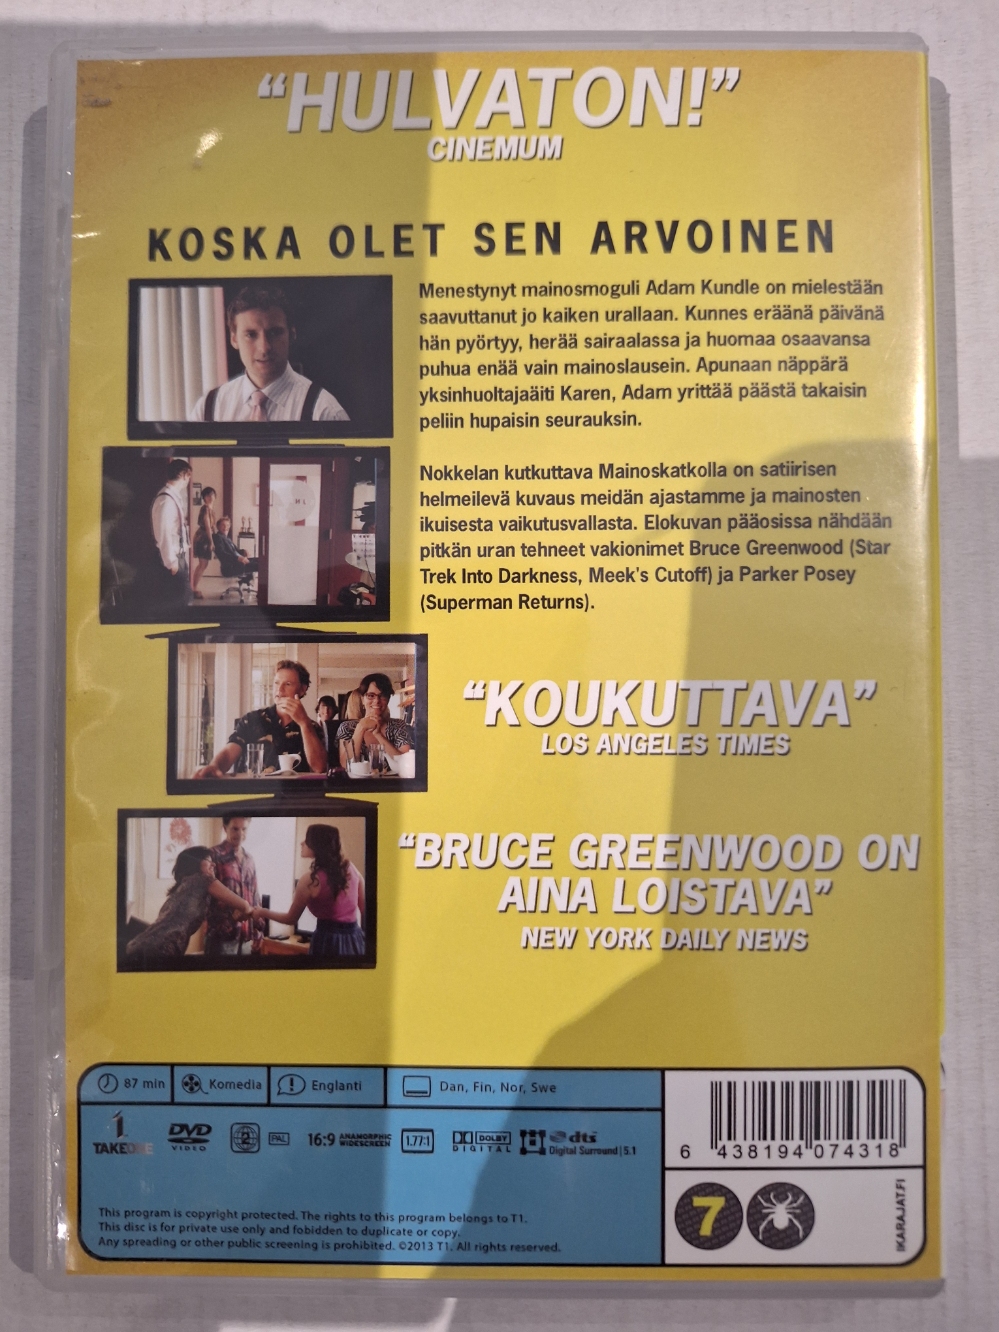 “HULVATON!”
CINEMUM
KOSKA OLET SEN ARVOINEN
Menestynyt mainosmoguli Adam Kundle on mielestään
saavuttanut jo kaiken urallaan. Kunnes eräänä päivänä
hän pyörtyy, herää sairaalassa ja huomaa osaavansa
puhua enää vain mainoslausein. Apunaan näppärä
yksinhuoltajaäiti Karen, Adam yrittää päästä takaisin
peliin hupaisin seurauksin.
Nokkelan kutkuttava Mainoskatkolla on satiirisen
helmeilevä kuvaus meidän ajastamme ja mainosten
ikuisesta vaikutusvallasta. Elokuvan pääosissa nähdään
pitkän uran tehneet vakionimet Bruce Greenwood (Star
Trek Into Darkness, Meek's Cutoff) ja Parker Posey
(Superman Returns).
“KOUKUTTAVA”
LOS ANGELES TIMES
“BRUCE GREENWOOD ON
AINA LOISTAVA”
NEW YORK DAILY NEWS
87 min Komedia Englanti Dan, Fin, Nor, Swe
TAKEONE DVD VIDEO 2 PAL 16:9 ANAMORPHIC WIDESCREEN 1.77:1 DOLBY DIGITAL dts Digital Surround|5.1
This program is copyright protected. The rights to this program belongs to T1.
This disc is for private use only and fobidden to duplicate or copy.
Any spreading or other public screening is prohibited. ©2013 T1. All rights reserved.
6 438194 074318
7
IKARAJAT.FI